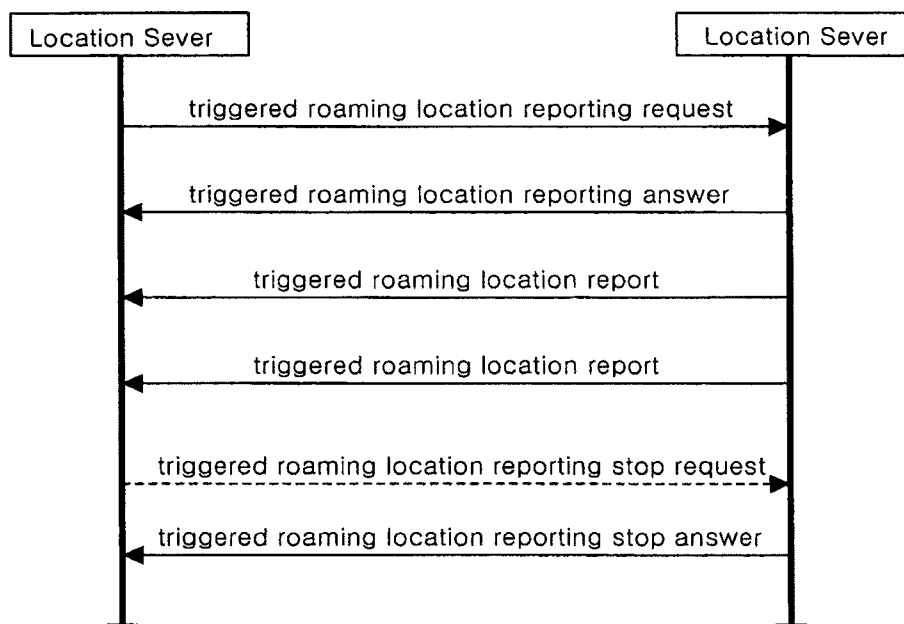 Location Sever
Location Sever
triggered roaming location reporting request
triggered roaming location reporting answer
triggered roaming location report
triggered roaming location report
triggered roaming location reporting stop request
triggered roaming location reporting stop answer